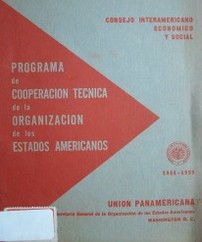 CONSEJO INTERAMERICANO
ECONOMICO
Y SOCIAL
PROGRAMA
de
COOPERACION TECNICA
de la
ORGANIZACION
de los
ESTADOS AMERICANOS
UNION PANAMERICANA
Secretaría General de la Organización de los Estados Americanos
WASHINGTON D. C.